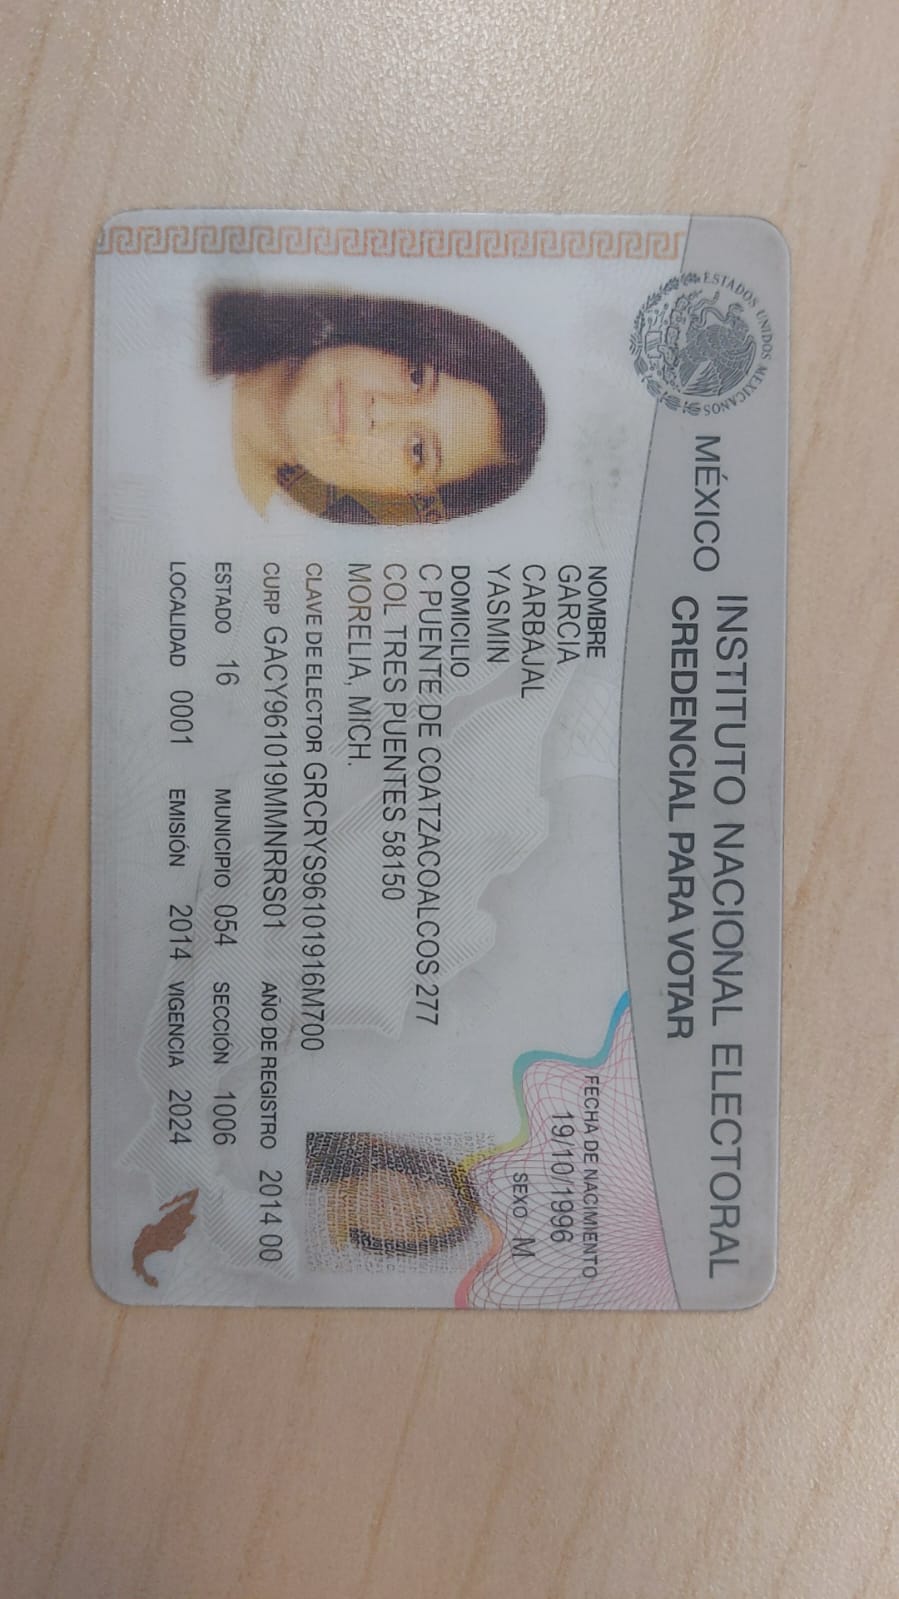 ESTADOS UNIDOS MEXICANOS
MÉXICO
INSTITUTO NACIONAL ELECTORAL
CREDENCIAL PARA VOTAR
NOMBRE
GARCIA
CARBAJAL
YASMIN
FECHA DE NACIMIENTO
19/10/1996
SEXO M
DOMICILIO
C PUENTE DE COATZACOALCOS 277
COL TRES PUENTES 58150
MORELIA, MICH.
CLAVE DE ELECTOR GRCRYS96101916M700
CURP GACY961019MMNRRS01 AÑO DE REGISTRO 2014 00
ESTADO 16 MUNICIPIO 054 SECCIÓN 1006
LOCALIDAD 0001 EMISIÓN 2014 VIGENCIA 2024